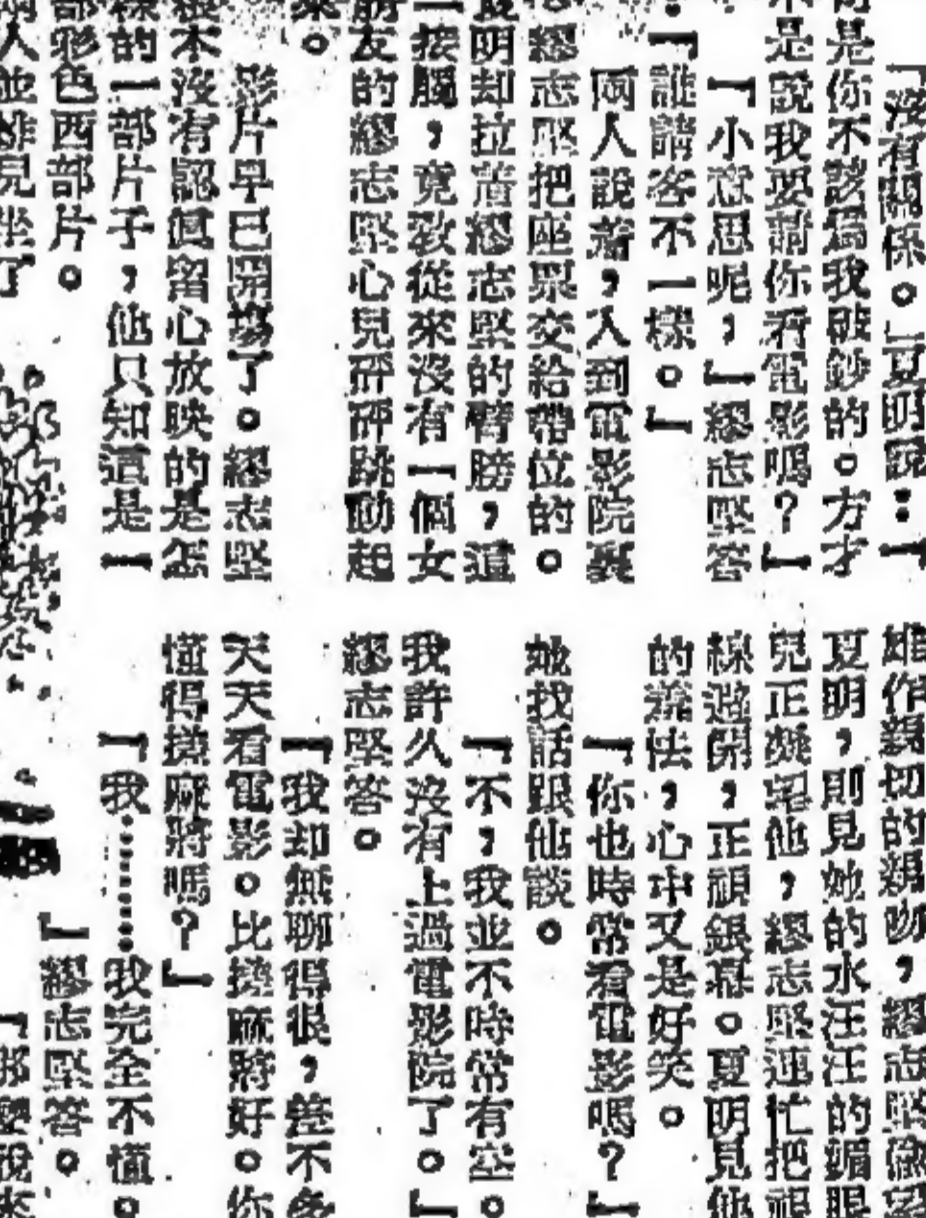 「沒有關係。」夏明說：「
是你不該爲我破鈔的。方才
是說我要請你看電影嗎？」
「小意思呢，」繆志堅答
：「誰請客不一樣。」
兩人說着，入到電影院裏
繆志堅把座票交給帶位的。
明却拉着繆志堅的臂膀，這
一接觸，竟敎從來沒有一個女
朋友的繆志堅心兒砰砰跳動起
來。
影片早已開塲了。繆志堅
根本沒有認眞留心放映的是怎
樣的一部片子，他只知道是一
部彩色西部片。
兩人並排兒坐了
雄作親切的親吻，繆志堅
夏明，則見她的水汪汪的媚眼
兒正凝望他，繆志堅連忙把視
線避開，正視銀幕。夏明見他
的羞怯，心中又是好笑。
「你也時常看電影嗎？」
她找話跟他談。
「不，我並不時常有空。
我許久沒有上過電影院了。」
繆志堅答。
「我却無聊得很，差不多
天天看電影。比搓麻將好。你
懂得搓麻將嗎？」
「我………我完全不懂。
」繆志堅答。
「那麼